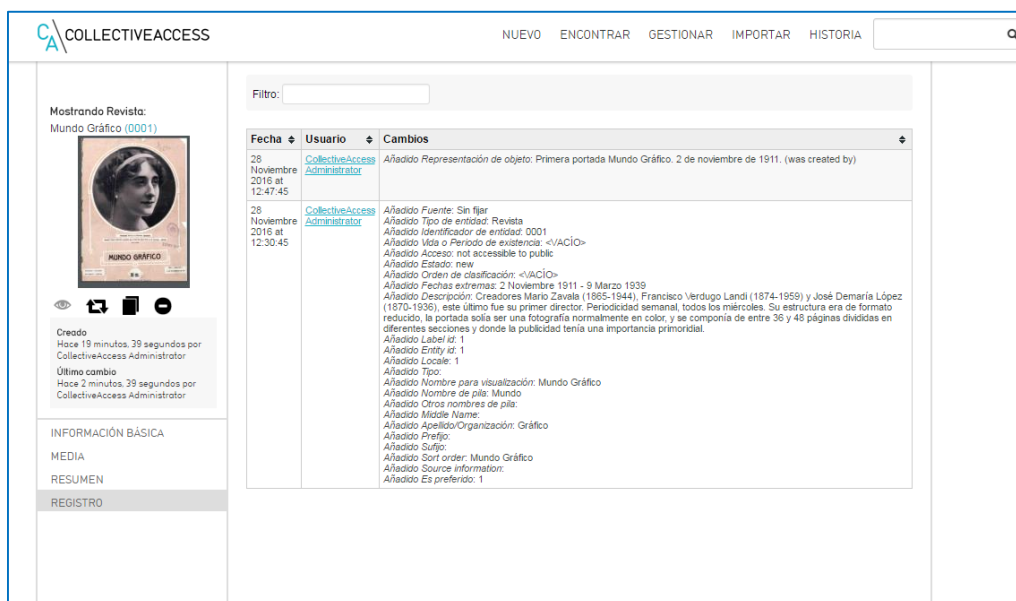 CA COLLECTIVEACCESS
NUEVO ENCONTRAR GESTIONAR IMPORTAR HISTORIA
Mostrando Revista:
Mundo Gráfico (0001)
MUNDO GRÁFICO
Creado
Hace 19 minutos, 39 segundos por
CollectiveAccess Administrator
Último cambio
Hace 2 minutos, 39 segundos por
CollectiveAccess Administrator
INFORMACIÓN BÁSICA
MEDIA
RESUMEN
REGISTRO
Filtro:
Fecha Usuario Cambios
28
Noviembre
2016 at
12:47:45
CollectiveAccess
Administrator
Añadido Representación de objeto: Primera portada Mundo Gráfico. 2 de noviembre de 1911. (was created by)
28
Noviembre
2016 at
12:30:45
CollectiveAccess
Administrator
Añadido Fuente: Sin fijar
Añadido Tipo de entidad: Revista
Añadido Identificador de entidad: 0001
Añadido Vida o Periodo de existencia: <VACÍO>
Añadido Acceso: not accessible to public
Añadido Estado: new
Añadido Orden de clasificación: <VACÍO>
Añadido Fechas extremas: 2 Noviembre 1911 - 9 Marzo 1939
Añadido Descripción: Creadores Mario Zavala (1865-1944), Francisco Verdugo Landi (1874-1959) y José Demaría López
(1870-1936), este último fue su primer director. Periodicidad semanal, todos los miércoles. Su estructura era de formato
reducido, la portada solía ser una fotografía normalmente en color, y se componía de entre 36 y 48 páginas divididas en
diferentes secciones y donde la publicidad tenía una importancia primoridial.
Añadido Label id: 1
Añadido Entity id: 1
Añadido Locale: 1
Añadido Tipo:
Añadido Nombre para visualización: Mundo Gráfico
Añadido Nombre de pila: Mundo
Añadido Otros nombres de pila:
Añadido Middle Name:
Añadido Apellido/Organización: Gráfico
Añadido Prefijo:
Añadido Sufijo:
Añadido Sort order: Mundo Gráfico
Añadido Source information:
Añadido Es preferido: 1